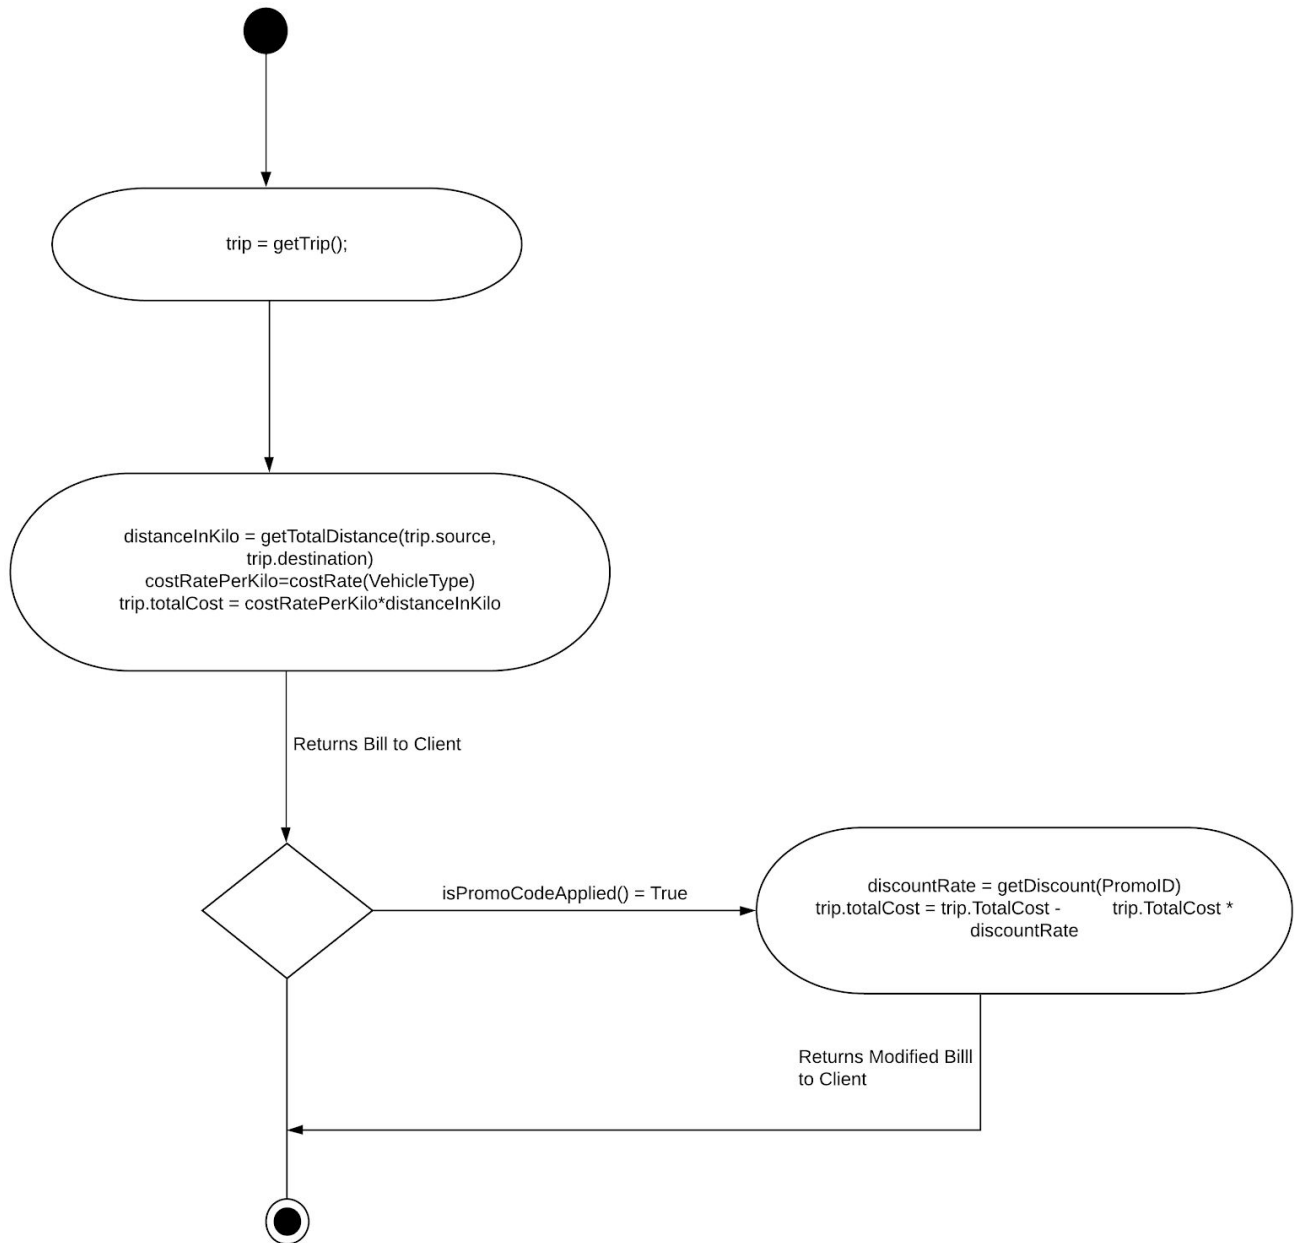 trip = getTrip();
distanceInKilo = getTotalDistance(trip.source,
trip.destination)
costRatePerKilo=costRate(VehicleType)
trip.totalCost = costRatePerKilo*distanceInKilo
Returns Bill to Client
isPromoCodeApplied() = True
discountRate = getDiscount(PromoID)
trip.totalCost = trip.TotalCost - trip.TotalCost *
discountRate
Returns Modified Billl
to Client